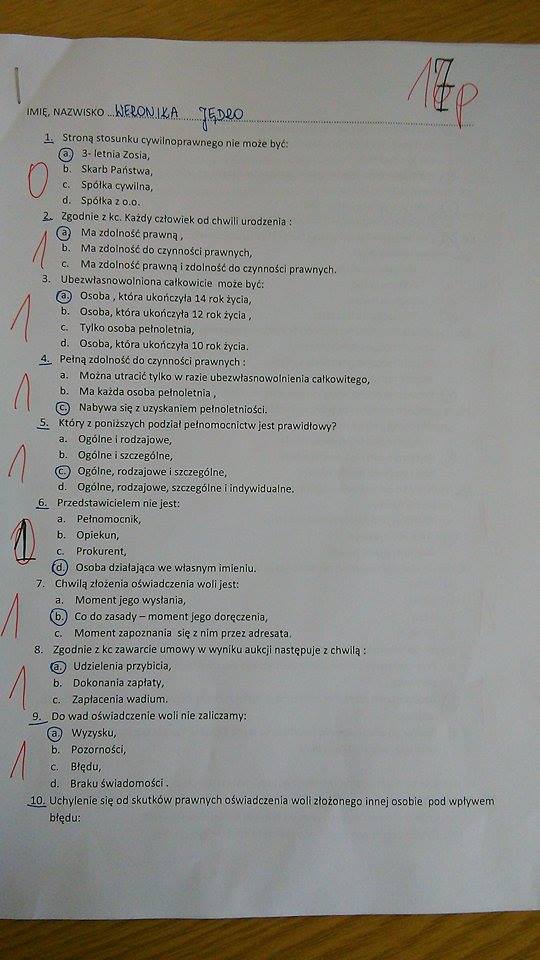 17p
IMIĘ, NAZWISKO ...WERONIKA JĘDRO
1. Stroną stosunku cywilnoprawnego nie może być:
a. 3- letnia Zosia,
0 b. Skarb Państwa,
c. Spółka cywilna,
d. Spółka z o.o.
2. Zgodnie z kc. Każdy człowiek od chwili urodzenia :
a. Ma zdolność prawną ,
1 b. Ma zdolność do czynności prawnych,
c. Ma zdolność prawną i zdolność do czynności prawnych.
3. Ubezwłasnowolniona całkowicie może być:
a. Osoba , która ukończyła 14 rok życia,
1 b. Osoba, która ukończyła 12 rok życia ,
c. Tylko osoba pełnoletnia,
d. Osoba, która ukończyła 10 rok życia.
4. Pełną zdolność do czynności prawnych :
a. Można utracić tylko w razie ubezwłasnowolnienia całkowitego,
1 b. Ma każda osoba pełnoletnia ,
c. Nabywa się z uzyskaniem pełnoletniości.
5. Który z poniższych podział pełnomocnictw jest prawidłowy?
a. Ogólne i rodzajowe,
1 b. Ogólne i szczególne,
c. Ogólne, rodzajowe i szczególne,
d. Ogólne, rodzajowe, szczególne i indywidualne.
6. Przedstawicielem nie jest:
a. Pełnomocnik,
1 b. Opiekun,
c. Prokurent,
d. Osoba działająca we własnym imieniu.
7. Chwilą złożenia oświadczenia woli jest:
a. Moment jego wysłania,
1 b. Co do zasady – moment jego doręczenia,
c. Moment zapoznania się z nim przez adresata.
8. Zgodnie z kc zawarcie umowy w wyniku aukcji następuje z chwilą :
a. Udzielenia przybicia,
1 b. Dokonania zapłaty,
c. Zapłacenia wadium.
9. Do wad oświadczenie woli nie zaliczamy:
a. Wyzysku,
1 b. Pozorności,
c. Błędu,
d. Braku świadomości .
10. Uchylenie się od skutków prawnych oświadczenia woli złożonego innej osobie pod wpływem
błędu: